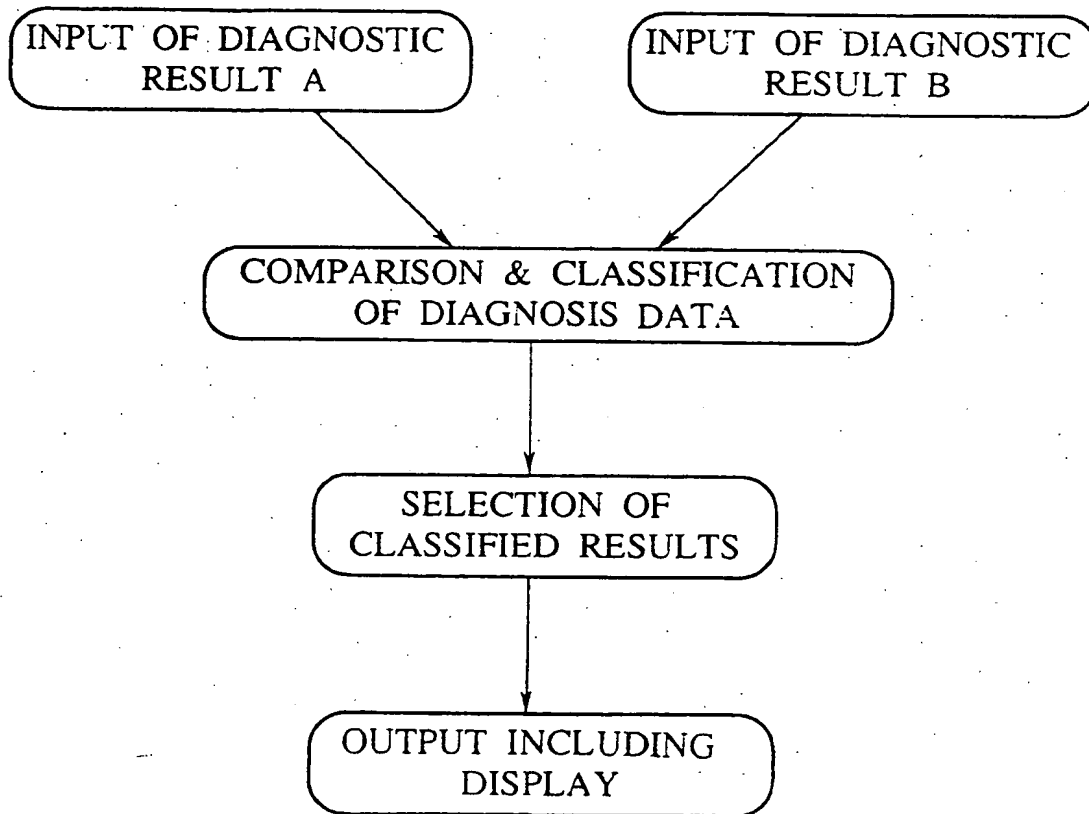 INPUT OF DIAGNOSTIC
RESULT A
INPUT OF DIAGNOSTIC
RESULT B
COMPARISON & CLASSIFICATION
OF DIAGNOSIS DATA
SELECTION OF
CLASSIFIED RESULTS
OUTPUT INCLUDING
DISPLAY